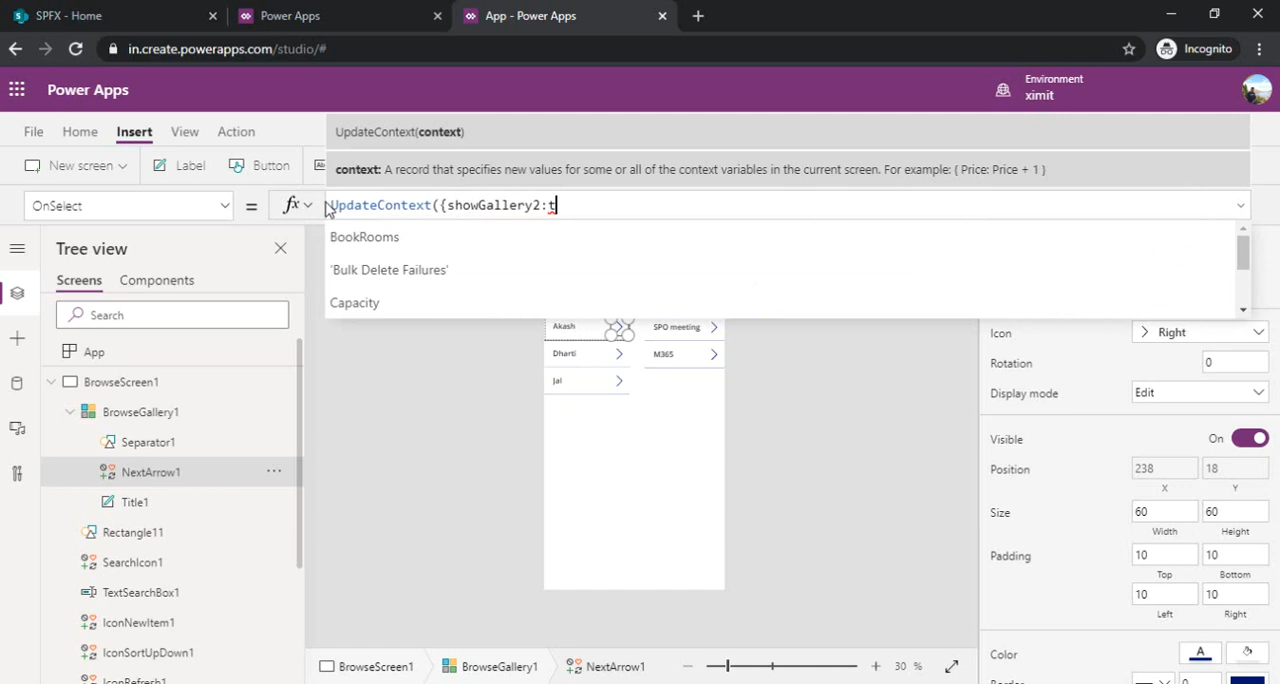 SPFX - Home
Power Apps
App - Power Apps
in.create.powerapps.com/studio/#
Incognito
Power Apps
Environment
ximit
File Home Insert View Action
UpdateContext(context)
New screen
Label
Button
context: A record that specifies new values for some or all of the context variables in the current screen. For example: { Price: Price + 1 }
OnSelect
=
fx
UpdateContext({showGallery2:t
BookRooms
'Bulk Delete Failures'
Capacity
Tree view
Screens
Components
Search
App
BrowseScreen1
BrowseGallery1
Separator1
NextArrow1
Title1
Rectangle11
SearchIcon1
TextSearchBox1
IconNewItem1
IconSortUpDown1
IconRefresh1
Akash
SPO meeting
Dharti
M365
Jal
Icon
Right
Rotation
0
Display mode
Edit
Visible
On
Position
238
18
X
Y
Size
60
60
Width
Height
Padding
10
10
Top
Bottom
10
10
Left
Right
Color
A
0
BrowseScreen1
BrowseGallery1
NextArrow1
30 %